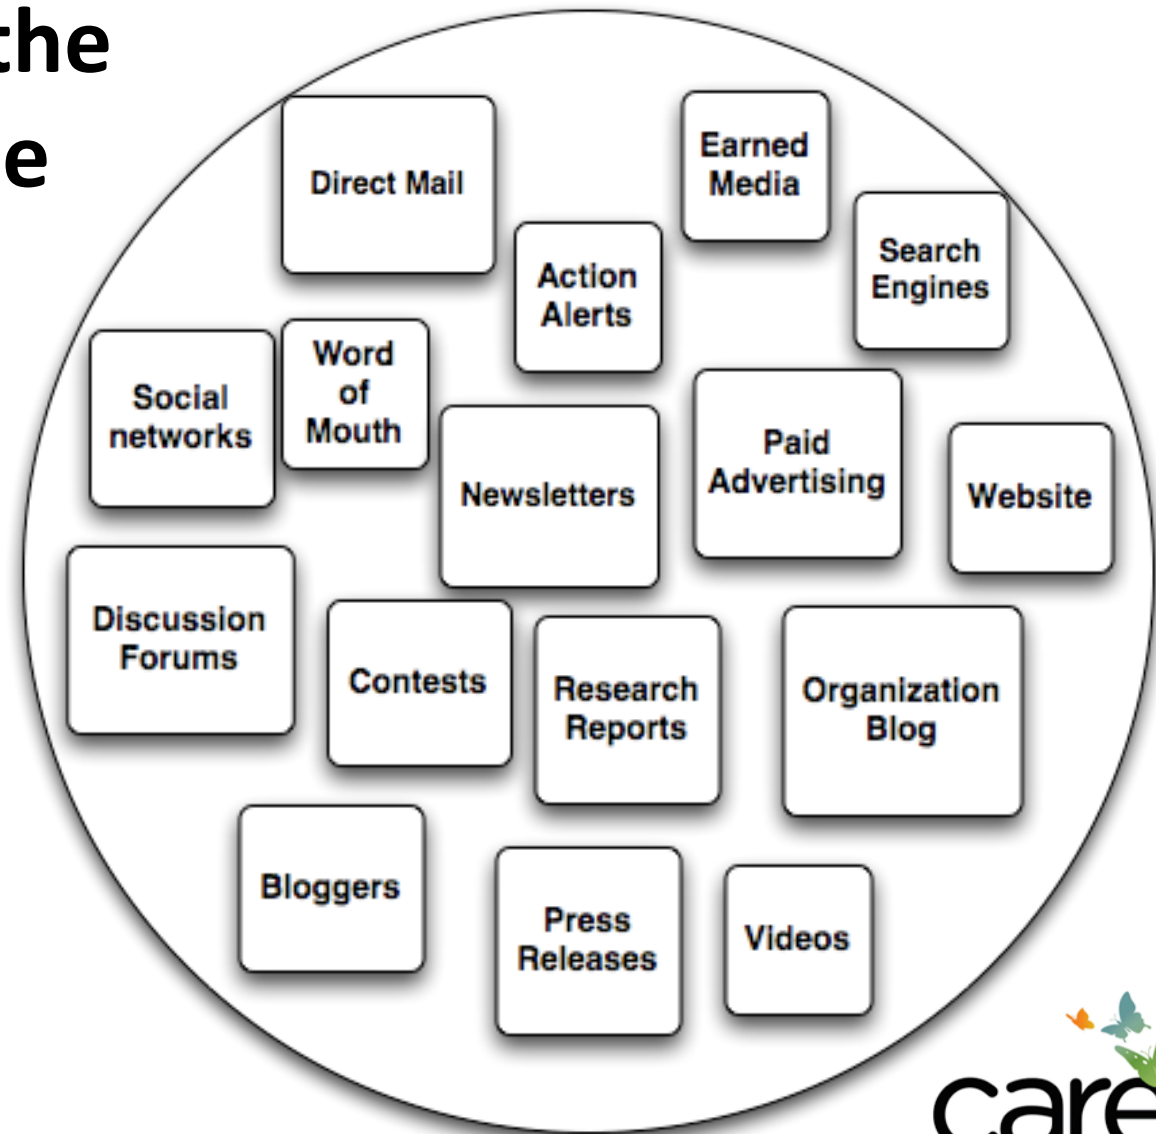 the
e
Direct Mail
Earned
Media
Search
Engines
Action
Alerts
Word
of
Mouth
Social
networks
Newsletters
Paid
Advertising
Website
Discussion
Forums
Contests
Research
Reports
Organization
Blog
Bloggers
Press
Releases
Videos
care